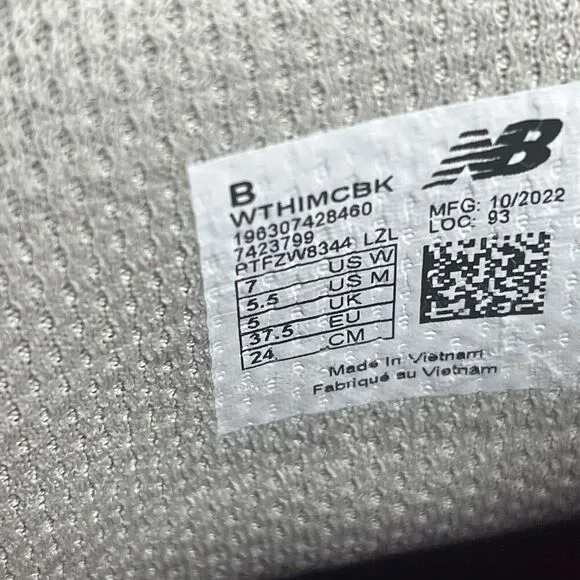 B
WTHIMCBK
196307428460
7423799
PTFZW8344 LZL
7 US W
5.5 US M
5 UK
37.5 EU
24 CM
NB
MFG: 10/2022
LOC: 93
Made In Vietnam
Fabriqué au Vietnam